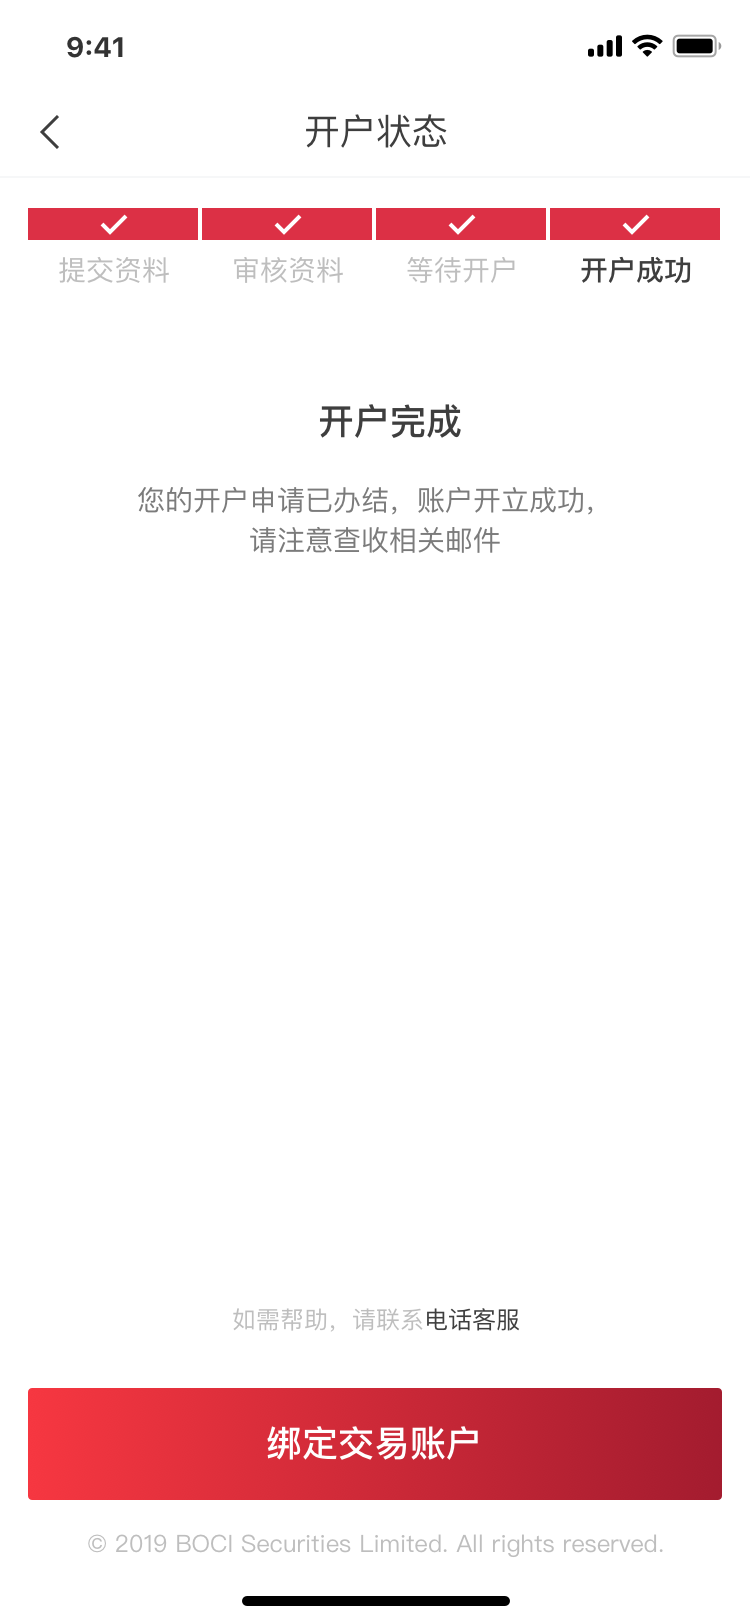 9:41
开户状态
提交资料 审核资料 等待开户 开户成功
开户完成
您的开户申请已办结，账户开立成功，
请注意查收相关邮件
如需帮助，请联系电话客服
绑定交易账户
© 2019 BOCI Securities Limited. All rights reserved.